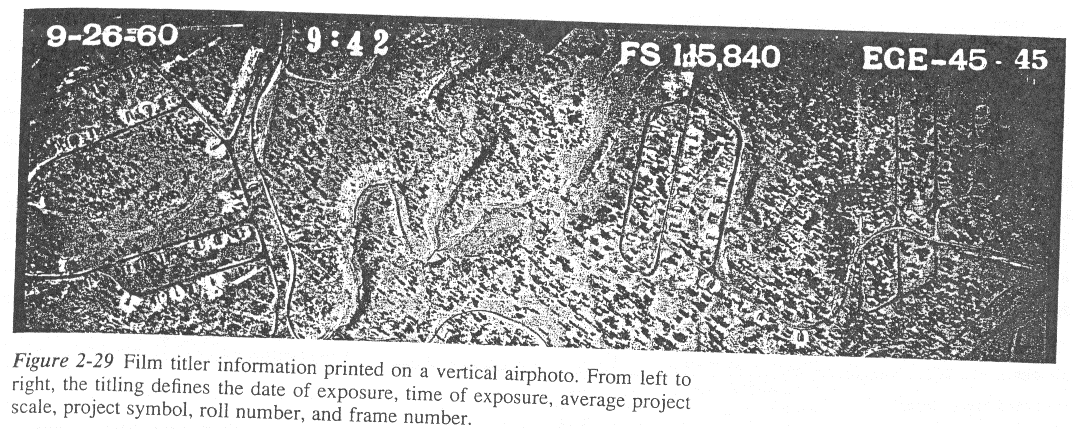 9-26-60 9:42 FS 1:15,840 EGE-45 - 45
Figure 2-29 Film titler information printed on a vertical airphoto. From left to
right, the titling defines the date of exposure, time of exposure, average project
scale, project symbol, roll number, and frame number.